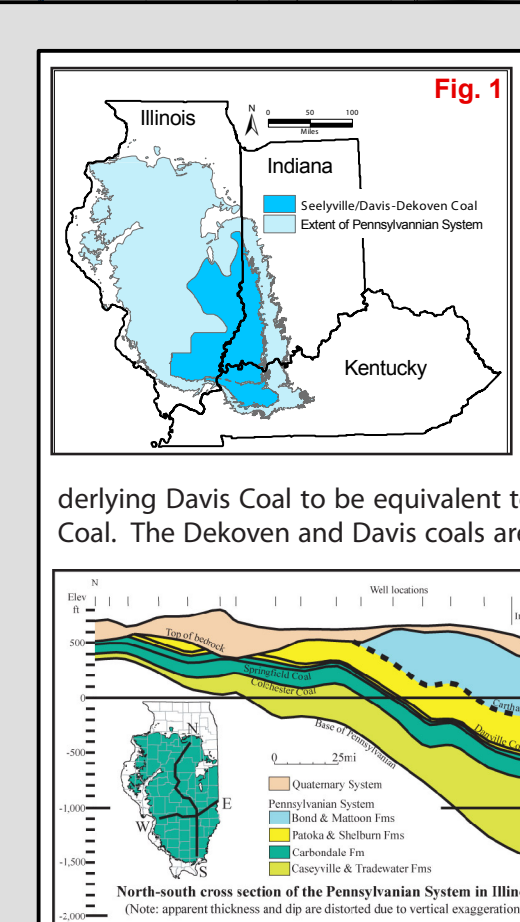 Fig. 1
Illinois
N
0 50 100
Miles
Indiana
Seelyville/Davis-Dekoven Coal
Extent of Pennsylvannian System
Kentucky
derlying Davis Coal to be equivalent
Coal. The Dekoven and Davis coals are
N
Well locations
Elev
ft
Top of bedrock
500
Springfield Coal
Colchester Coal
0
Base of Pennsylvanian
Danville
N
0 25mi
-500
Quaternary System
E
Pennsylvanian System
Bond & Mattoon Fms
-1,000
W
Patoka & Shelburn Fms
Carbondale Fm
-1,500
S
Caseyville & Tradewater Fms
North-south cross section of the Pennsylvanian System in
(Note: apparent thickness and dip are distorted due to vertical exaggeration
-2,000